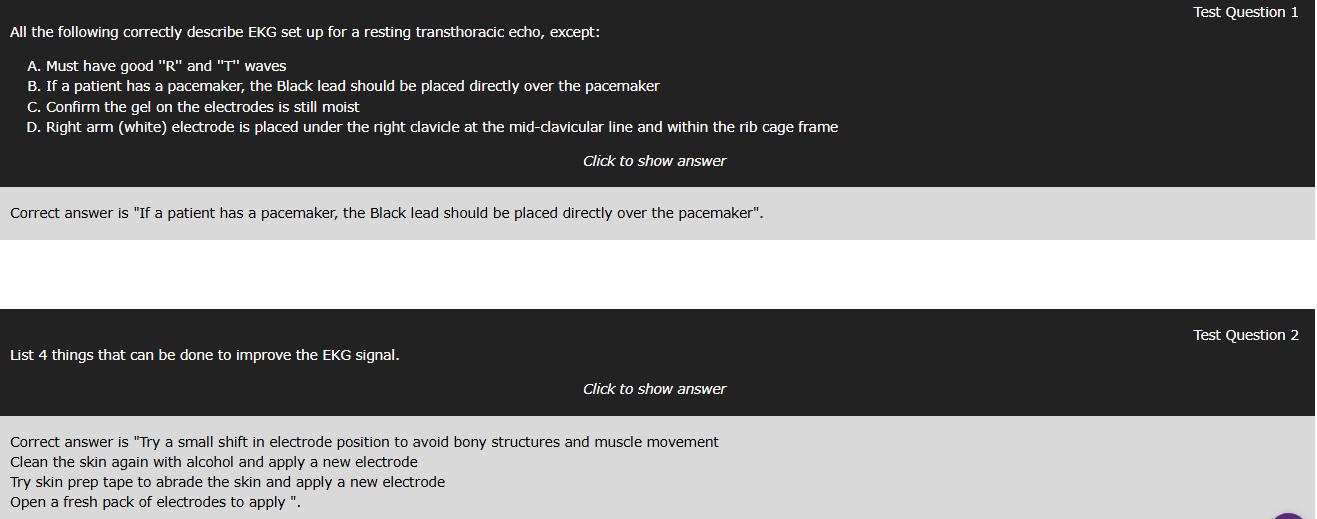 Test Question 1
All the following correctly describe EKG set up for a resting transthoracic echo, except:
A. Must have good "R" and "T" waves
B. If a patient has a pacemaker, the Black lead should be placed directly over the pacemaker
C. Confirm the gel on the electrodes is still moist
D. Right arm (white) electrode is placed under the right clavicle at the mid-clavicular line and within the rib cage frame
Click to show answer
Correct answer is "If a patient has a pacemaker, the Black lead should be placed directly over the pacemaker".
Test Question 2
List 4 things that can be done to improve the EKG signal.
Click to show answer
Correct answer is "Try a small shift in electrode position to avoid bony structures and muscle movement
Clean the skin again with alcohol and apply a new electrode
Try skin prep tape to abrade the skin and apply a new electrode
Open a fresh pack of electrodes to apply ".